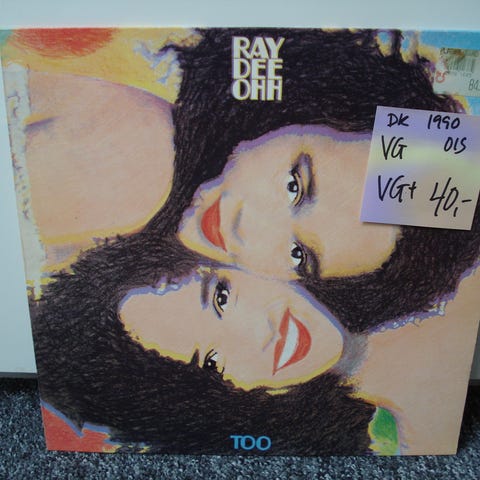 RAY
DEE
OHH
DK 1990
VG OIS
VG+ 40,-
TOO